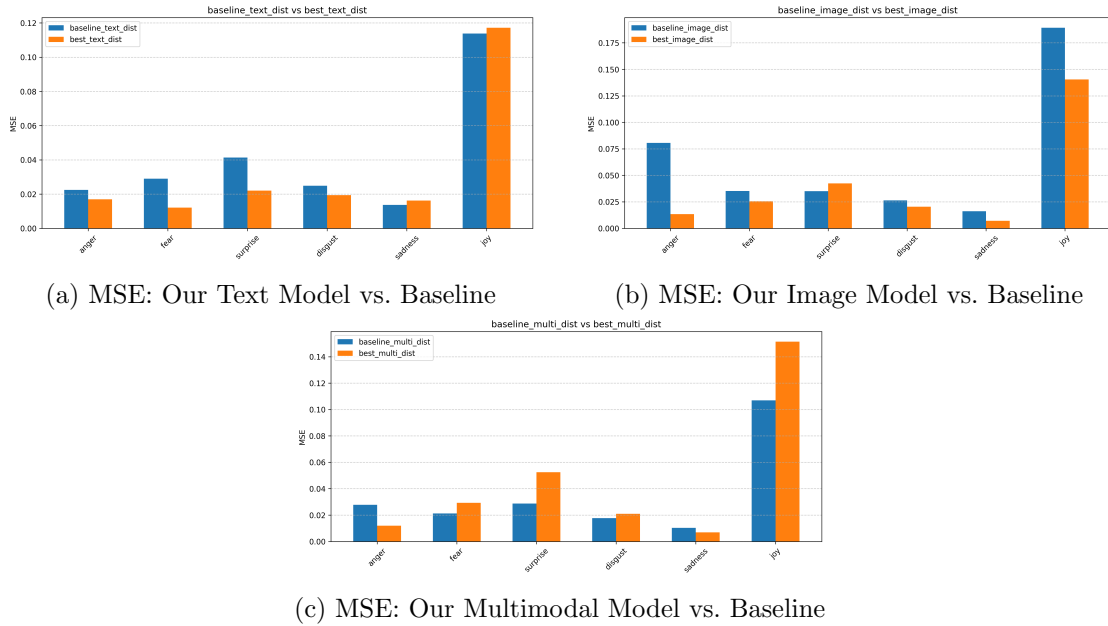 baseline_text_dist vs best_text_dist
baseline_text_dist
best_text_dist
0.12
0.10
0.08
0.06
0.04
0.02
0.00
MSE
anger
fear
surprise
disgust
sadness
joy
(a) MSE: Our Text Model vs. Baseline
baseline_image_dist vs best_image_dist
baseline_image_dist
best_image_dist
0.175
0.150
0.125
0.100
0.075
0.050
0.025
0.000
MSE
anger
fear
surprise
disgust
sadness
joy
(b) MSE: Our Image Model vs. Baseline
baseline_multi_dist vs best_multi_dist
baseline_multi_dist
best_multi_dist
0.14
0.12
0.10
0.08
0.06
0.04
0.02
0.00
MSE
anger
fear
surprise
disgust
sadness
joy
(c) MSE: Our Multimodal Model vs. Baseline